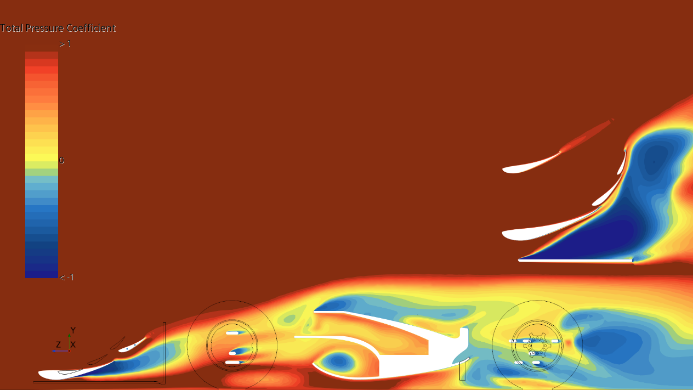 Total Pressure Coefficient
> 1
0
< -1
Y
Z X